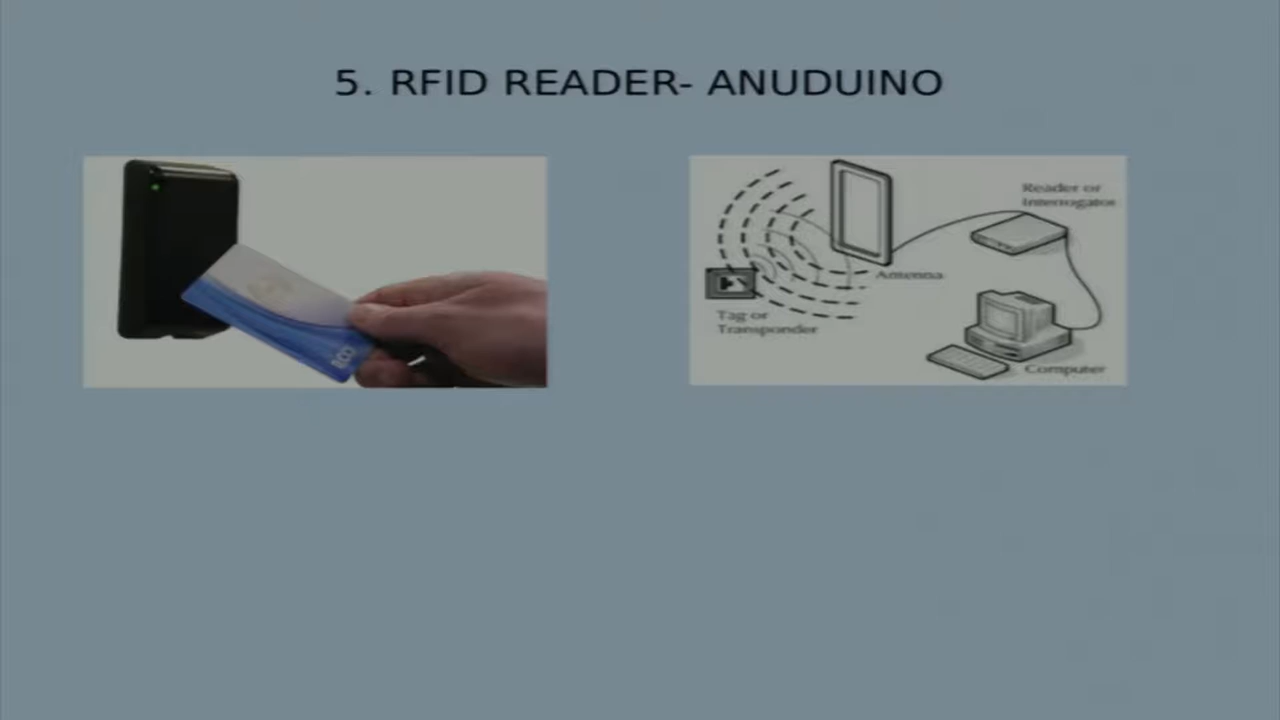 5. RFID READER- ANUDUINO
Reader or
Interrogator
Antenna
Tag or
Transponder
Computer